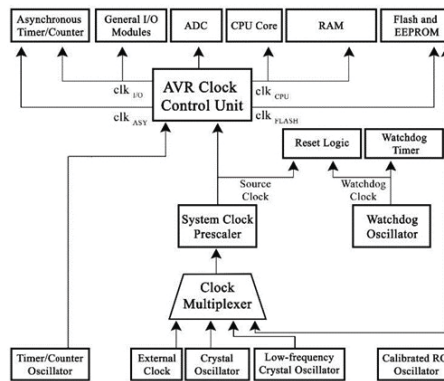 Asynchronous
Timer/Counter
General I/O
Modules
ADC
CPU Core
RAM
Flash and
EEPROM
clk I/O
AVR Clock
Control Unit
clk CPU
clk ASY
clk FLASH
Reset Logic
Watchdog
Timer
Source
Clock
Watchdog
Clock
System Clock
Prescaler
Watchdog
Oscillator
Clock
Multiplexer
Timer/Counter
Oscillator
External
Clock
Crystal
Oscillator
Low-frequency
Crystal Oscillator
Calibrated RC
Oscillator